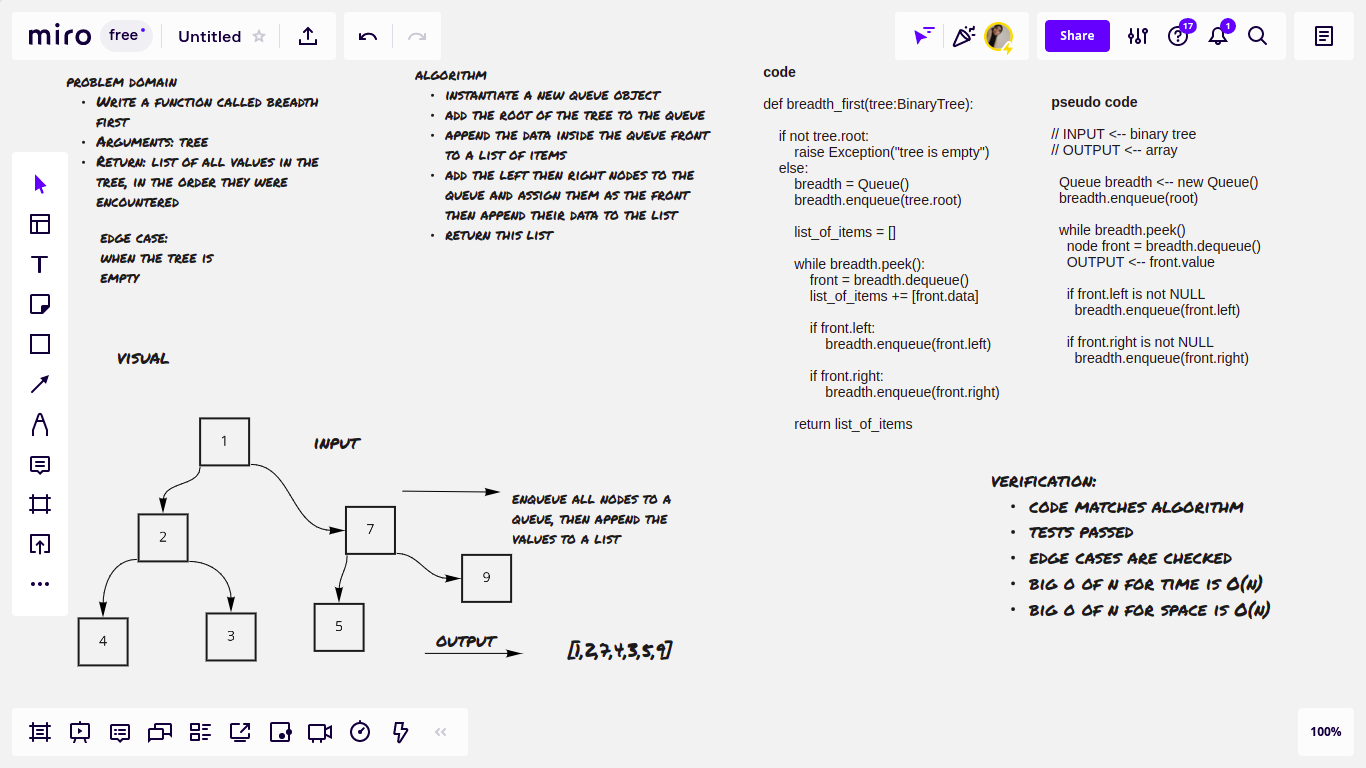 miro
free
Untitled
Share
17
1
PROBLEM DOMAIN
• WRITE A FUNCTION CALLED BREADTH
FIRST
• ARGUMENTS: TREE
• RETURN: LIST OF ALL VALUES IN THE
TREE, IN THE ORDER THEY WERE
ENCOUNTERED
EDGE CASE:
WHEN THE TREE IS
EMPTY
ALGORITHM
• INSTANTIATE A NEW QUEUE OBJECT
• ADD THE ROOT OF THE TREE TO THE QUEUE
• APPEND THE DATA INSIDE THE QUEUE FRONT
TO A LIST OF ITEMS
• ADD THE LEFT THEN RIGHT NODES TO THE
QUEUE AND ASSIGN THEM AS THE FRONT
THEN APPEND THEIR DATA TO THE LIST
• RETURN THIS LIST
code
def breadth_first(tree:BinaryTree):
if not tree.root:
raise Exception("tree is empty")
else:
breadth = Queue()
breadth.enqueue(tree.root)
list_of_items = []
while breadth.peek():
front = breadth.dequeue()
list_of_items += [front.data]
if front.left:
breadth.enqueue(front.left)
if front.right:
breadth.enqueue(front.right)
return list_of_items
pseudo code
// INPUT <-- binary tree
// OUTPUT <-- array
Queue breadth <-- new Queue()
breadth.enqueue(root)
while breadth.peek()
node front = breadth.dequeue()
OUTPUT <-- front.value
if front.left is not NULL
breadth.enqueue(front.left)
if front.right is not NULL
breadth.enqueue(front.right)
VISUAL
1
2
7
9
4
3
5
INPUT
ENQUEUE ALL NODES TO A
QUEUE, THEN APPEND THE
VALUES TO A LIST
OUTPUT
[1,2,7,4,3,5,9]
VERIFICATION:
• CODE MATCHES ALGORITHM
• TESTS PASSED
• EDGE CASES ARE CHECKED
• BIG O OF N FOR TIME IS O(N)
• BIG O OF N FOR SPACE IS O(N)
100%